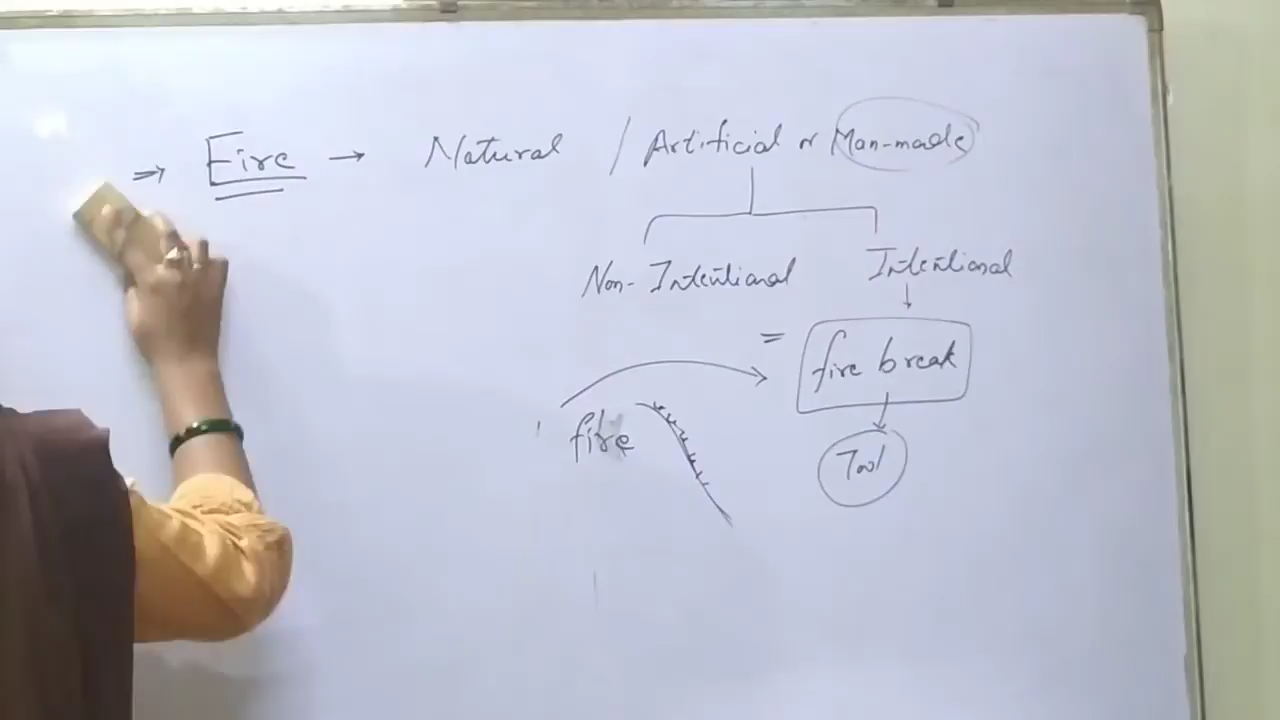 ⇒ Fire → Natural / Artificial or Man-made
Non-Intentional Intentional
= fire break
fire
Tool